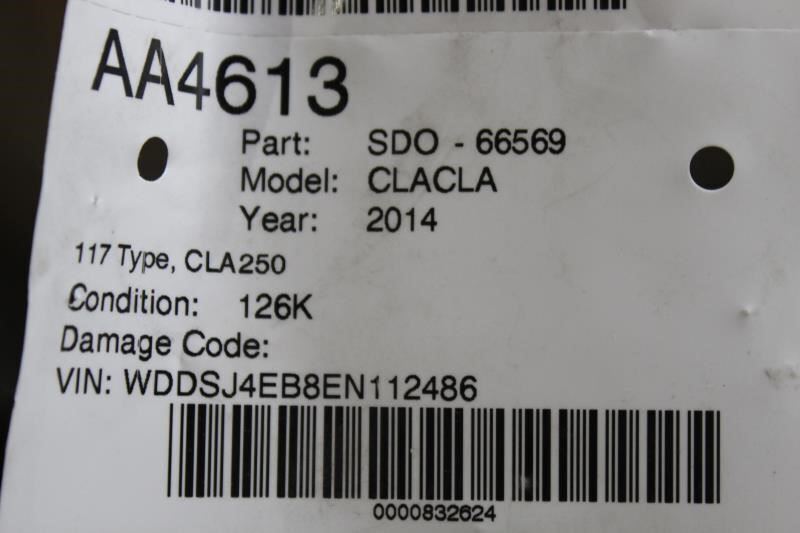 AA4613
Part: SDO - 66569
Model: CLACLA
Year: 2014
117 Type, CLA250
Condition: 126K
Damage Code:
VIN: WDDSJ4EB8EN112486
0000832624